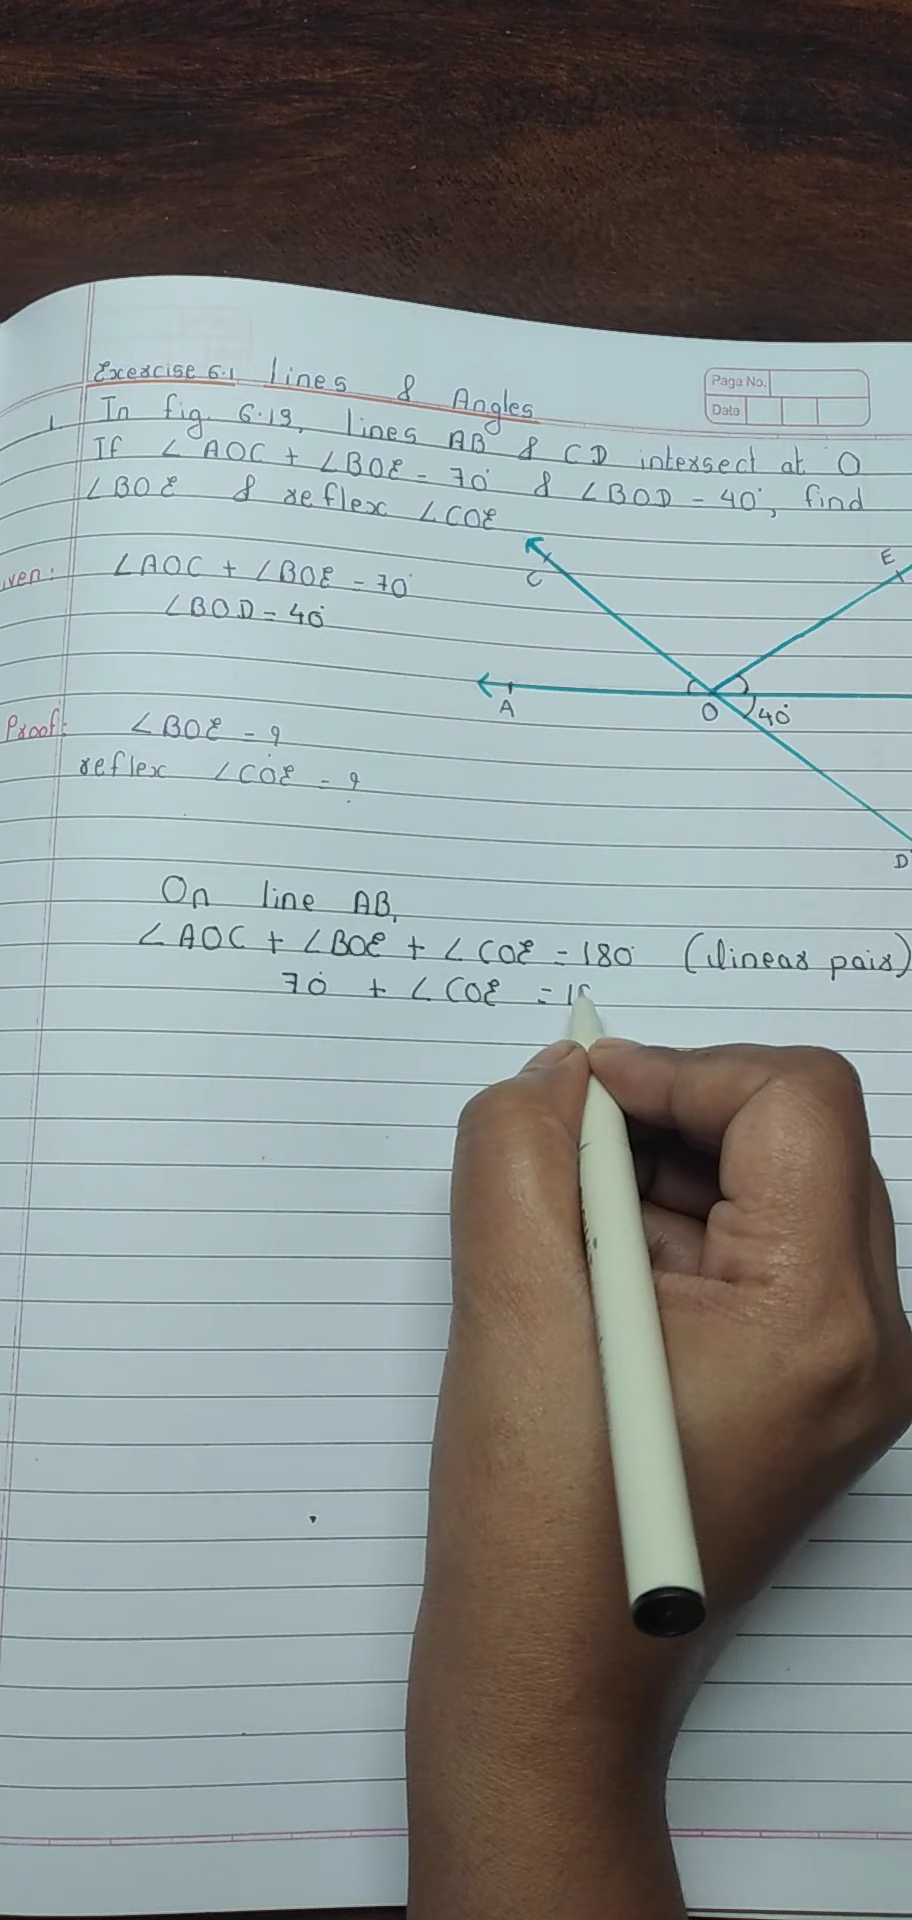 Exercise 6.1 Lines & Angles
Page No.
Date
1. In fig. 6.13, lines AB & CD intersect at O
If ∠AOC + ∠BOE = 70° & ∠BOD = 40°, find
∠BOE & reflex ∠COE
iven: ∠AOC + ∠BOE = 70°
∠BOD = 40°
C
E
A
O
40°
D
Proof: ∠BOE = ?
reflex ∠COE = ?
On line AB,
∠AOC + ∠BOE + ∠COE = 180° (linear pair)
70° + ∠COE = 18